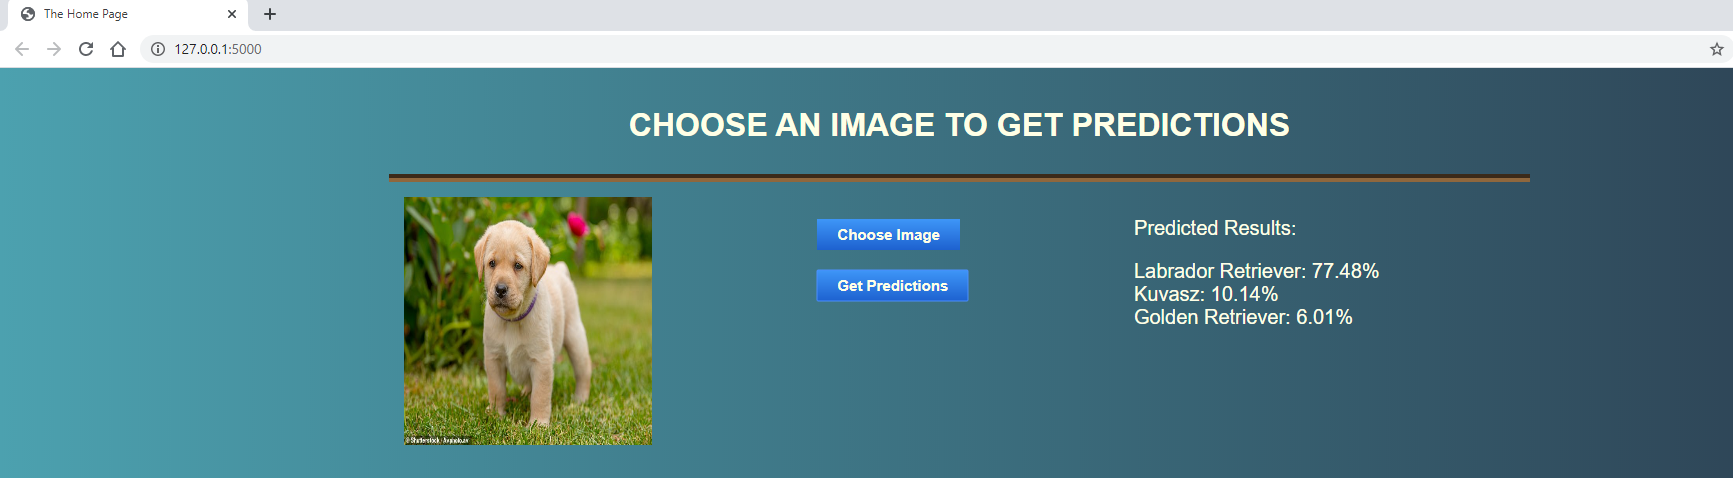 The Home Page
127.0.0.1:5000
CHOOSE AN IMAGE TO GET PREDICTIONS
Choose Image
Get Predictions
Predicted Results:
Labrador Retriever: 77.48%
Kuvasz: 10.14%
Golden Retriever: 6.01%
© Shutterstock /